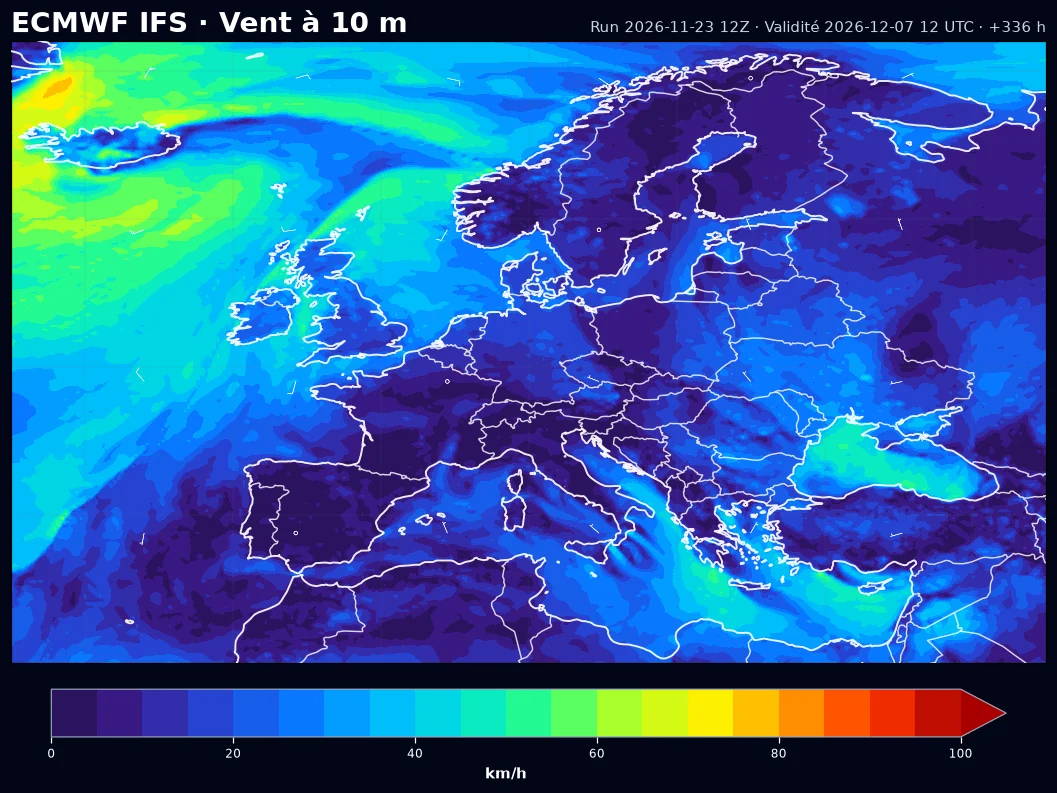 ECMWF IFS · Vent à 10 m
Run 2026-11-23 12Z · Validité 2026-12-07 12 UTC · +336 h
0 20 40 60 80 100
km/h